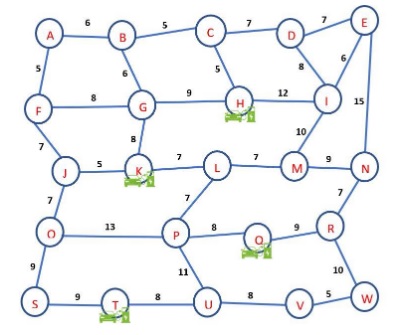 A 6 B 5 C 7 D 7 E
5 6 5 8 6 15
F 8 G 9 H 12 I
7 8 10
J 5 K 7 L 7 M 9 N
7 7 7
O 13 P 8 Q 9 R
9 11 10
S 9 T 8 U 8 V 5 W